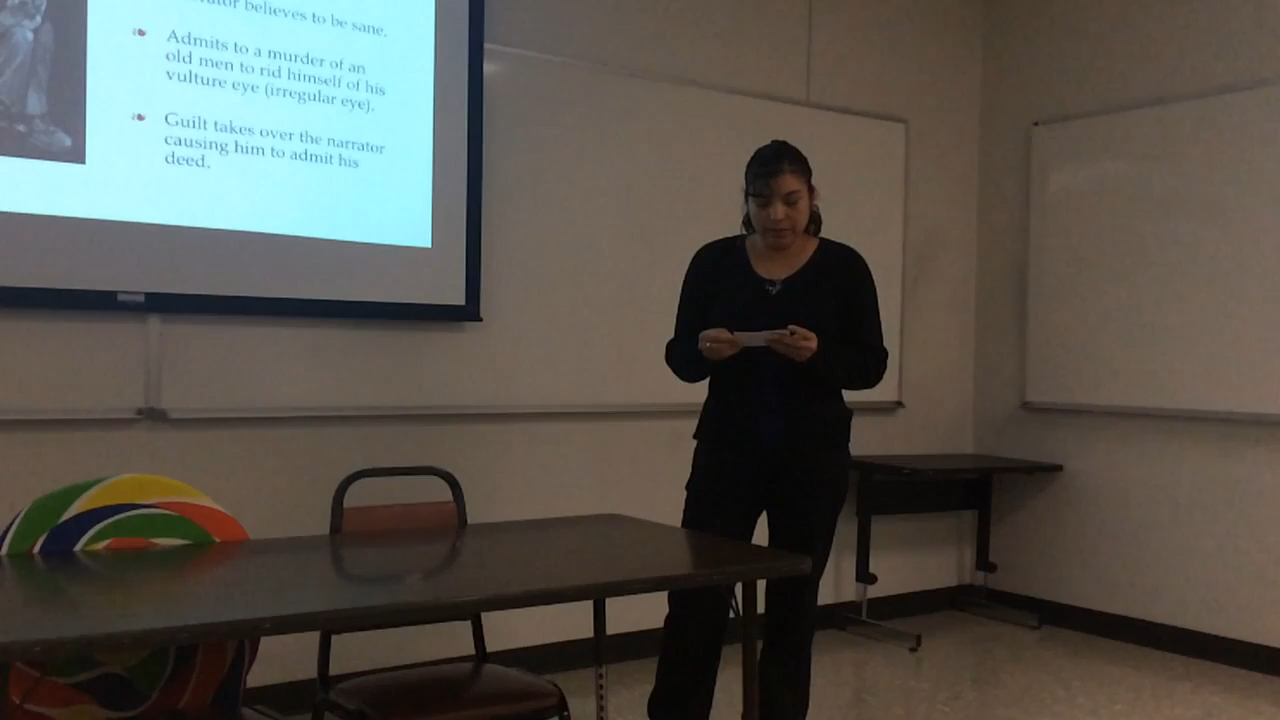 believes to be sane.
Admits to a murder of an
old men to rid himself of his
vulture eye (irregular eye).
Guilt takes over the narrator
causing him to admit his
deed.